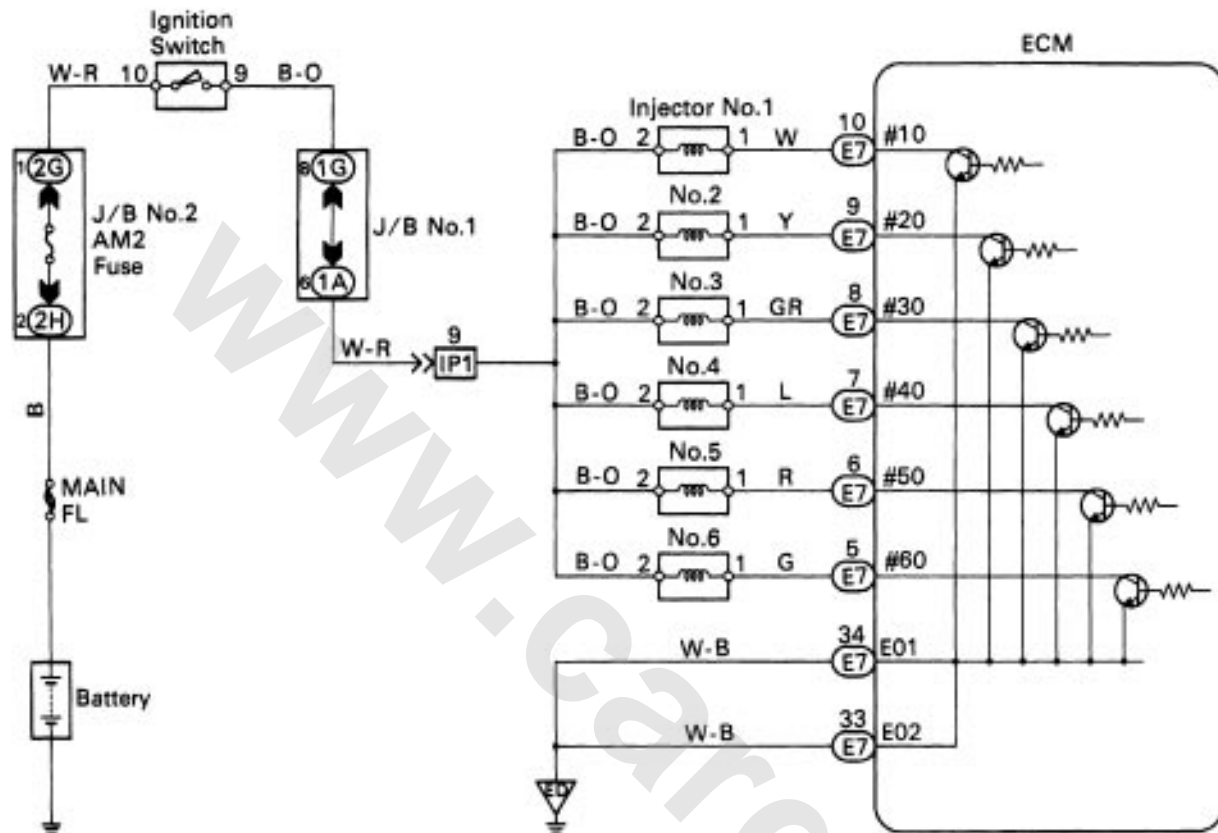 Ignition
Switch
W-R 10 9 B-O
1 2G
J/B No.2
AM2
Fuse
2 2H
8 1G
J/B No.1
6 1A
W-R
9
IP1
B
MAIN
FL
Battery
ECM
Injector No.1
B-O 2 1 W 10 E7 #10
No.2
B-O 2 1 Y 9 E7 #20
No.3
B-O 2 1 GR 8 E7 #30
No.4
B-O 2 1 L 7 E7 #40
No.5
B-O 2 1 R 6 E7 #50
No.6
B-O 2 1 G 5 E7 #60
W-B 34 E7 E01
W-B 33 E7 E02
ED